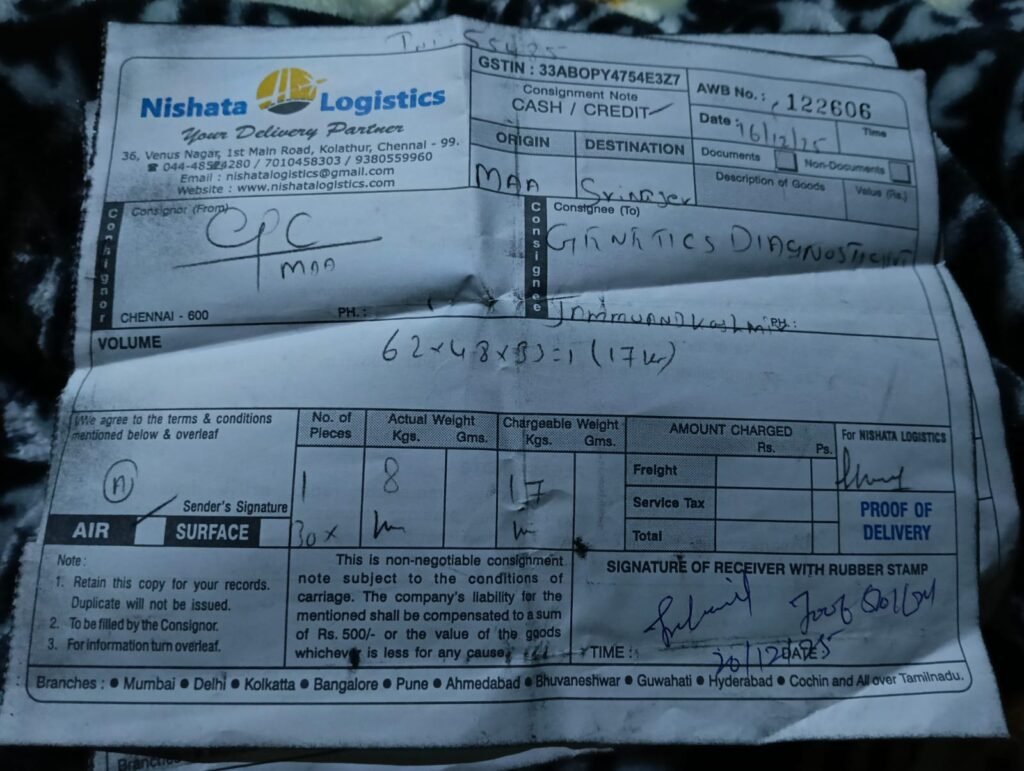 Nishata Logistics
Your Delivery Partner
36, Venus Nagar, 1st Main Road, Kolathur, Chennai - 99.
/ 7010458303 / 9380559960
Email : nishatalogistics@gmail.com
Website : www.nishatalogistics.com
GSTIN : 33ABOPY4754E3Z7
Consignment Note
CASH / CREDIT
ORIGIN DESTINATION
MAA Srinager
AWB No.: 122606
Date : 16/12/25 Time
Documents Non-Documents
Description of Goods Value (Rs.)
Consignor
Consignor (From)
CPC
MAA
CHENNAI - 600 PH. :
Consignee
Consignee (To)
GENETICS
JAMMU AND KASHMIR PH. :
VOLUME
We agree to the terms & conditions
mentioned below & overleaf
Sender's Signature
AIR SURFACE
No. of Pieces Actual Weight Kgs. Gms. Chargeable Weight Kgs. Gms.
1 8 17
AMOUNT CHARGED
Rs. Ps.
Freight
Service Tax
Total
For NISHATA LOGISTICS
PROOF OF
DELIVERY
Note :
1. Retain this copy for your records.
Duplicate will not be issued.
2. To be filled by the Consignor.
3. For information turn overleaf.
This is non-negotiable consignment
note subject to the conditions of
carriage. The company's liability for the
mentioned shall be compensated to a sum
of Rs. 500/- or the value of the goods
whichever is less for any cause
SIGNATURE OF RECEIVER WITH RUBBER STAMP
TIME : DATE :
20/12/25
Branches : ● Mumbai ● Delhi ● Kolkatta ● Bangalore ● Pune ● Ahmedabad ● Bhuvaneshwar ● Guwahati ● Hyderabad ● Cochin and All over Tamilnadu.